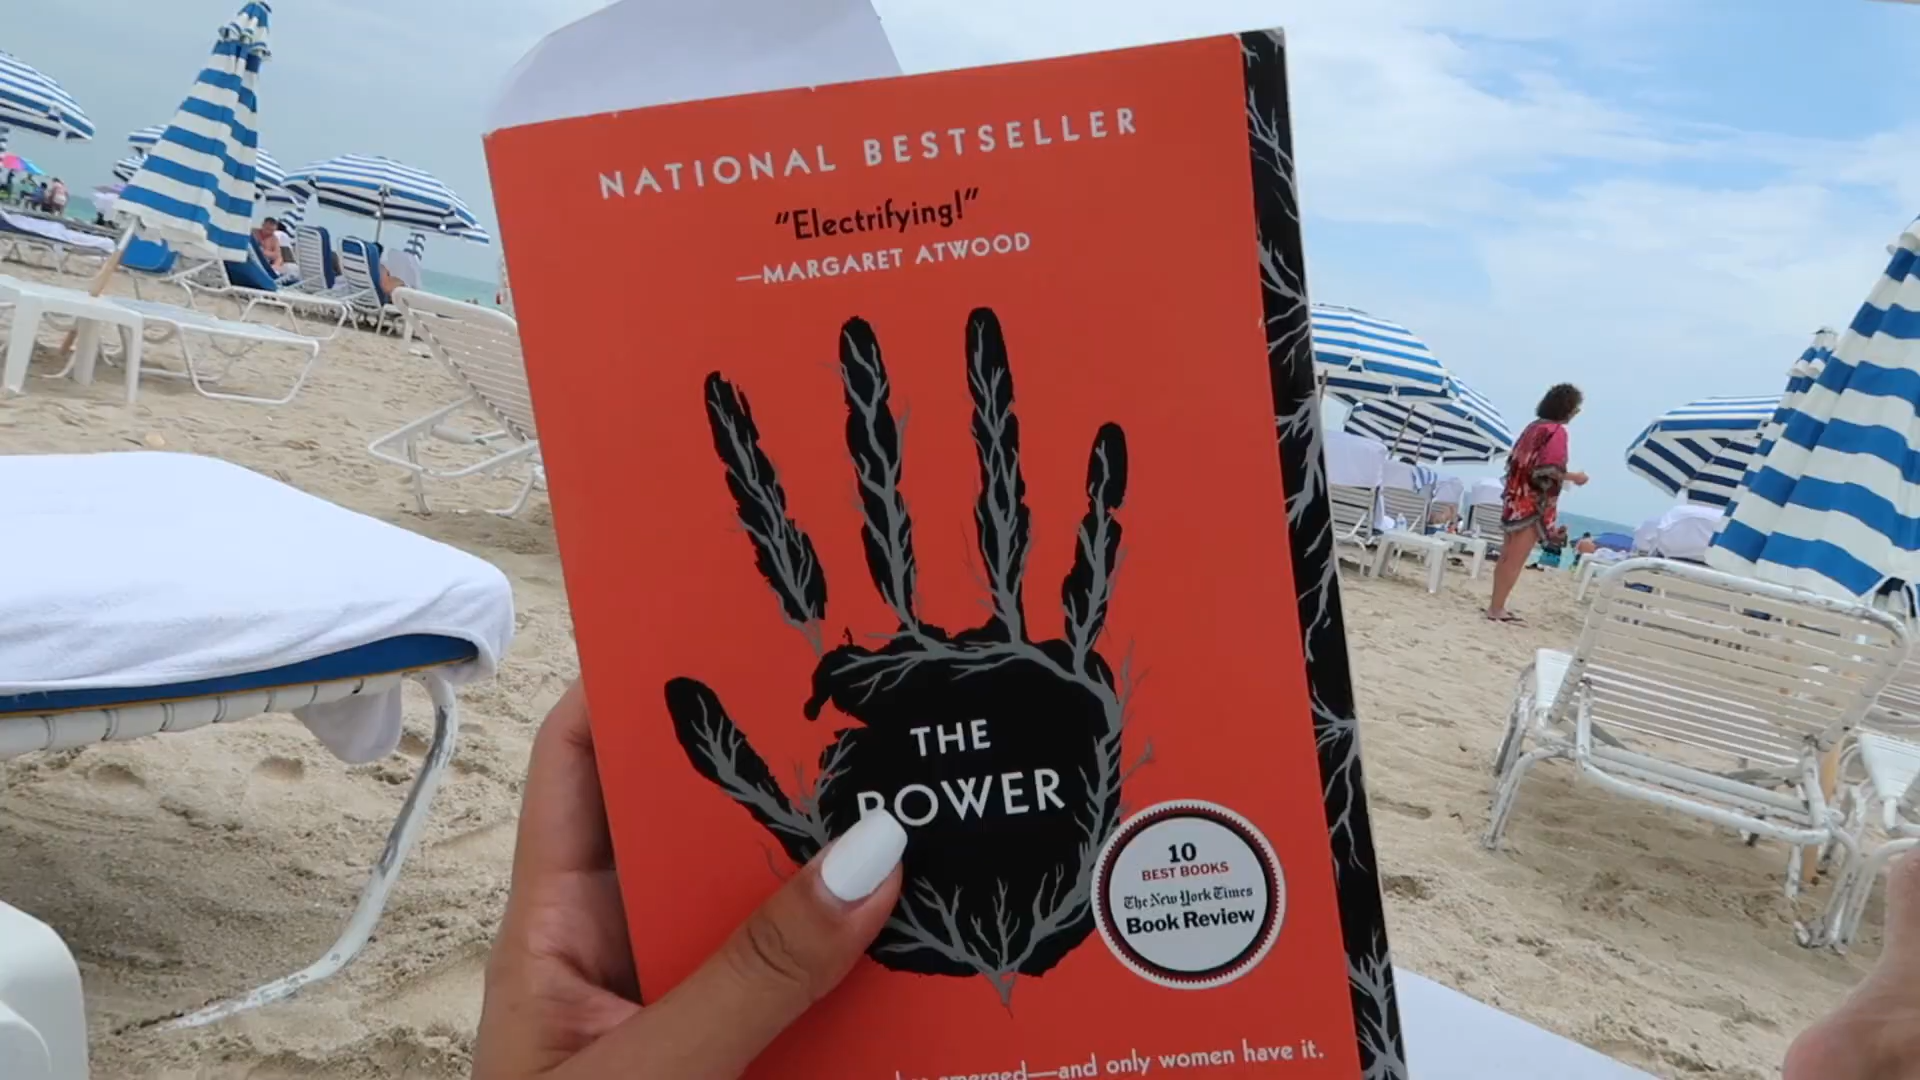 NATIONAL BESTSELLER
“Electrifying!”
—MARGARET ATWOOD
THE
POWER
10
BEST BOOKS
The New York Times
Book Review
emerged—and only women have it.